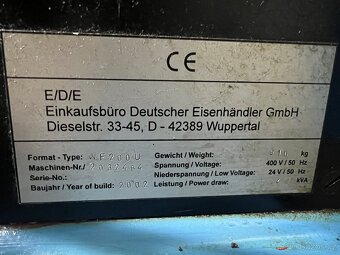 CE
E/D/E
Einkaufsbüro Deutscher Eisenhändler GmbH
Dieselstr. 33-45, D - 42389 Wuppertal
Format - Type: Gewicht / Weight: kg
Maschinen-Nr./ Spannung / Voltage: 400 V / 50 Hz
Serie-No.: Niederspannung / Low Voltage: 24 V / 50 Hz
Baujahr / Year of build: 2002 Leistung / Power draw: kVA